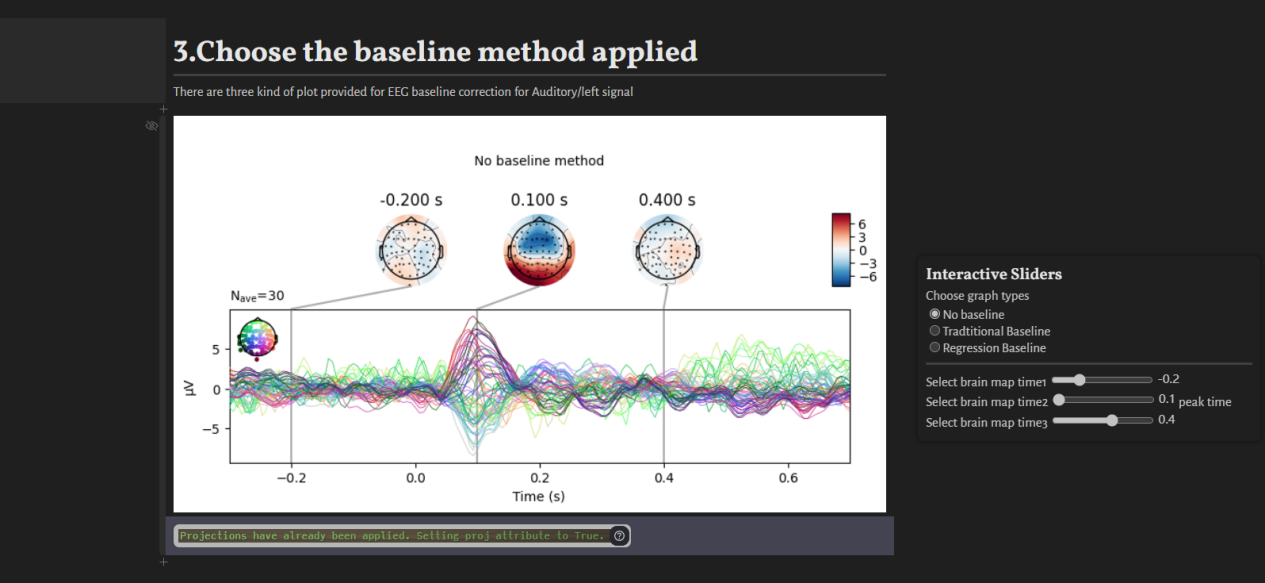 3.Choose the baseline method applied
There are three kind of plot provided for EEG baseline correction for Auditory/left signal
No baseline method
-0.200 s 0.100 s 0.400 s
6
3
0
−3
−6
Nave=30
5
0
−5
µV
−0.2 0.0 0.2 0.4 0.6
Time (s)
Projections have already been applied. Setting proj attribute to True.
Interactive Sliders
Choose graph types
No baseline
Tradtitional Baseline
Regression Baseline
Select brain map time1 -0.2
Select brain map time2 0.1 peak time
Select brain map time3 0.4